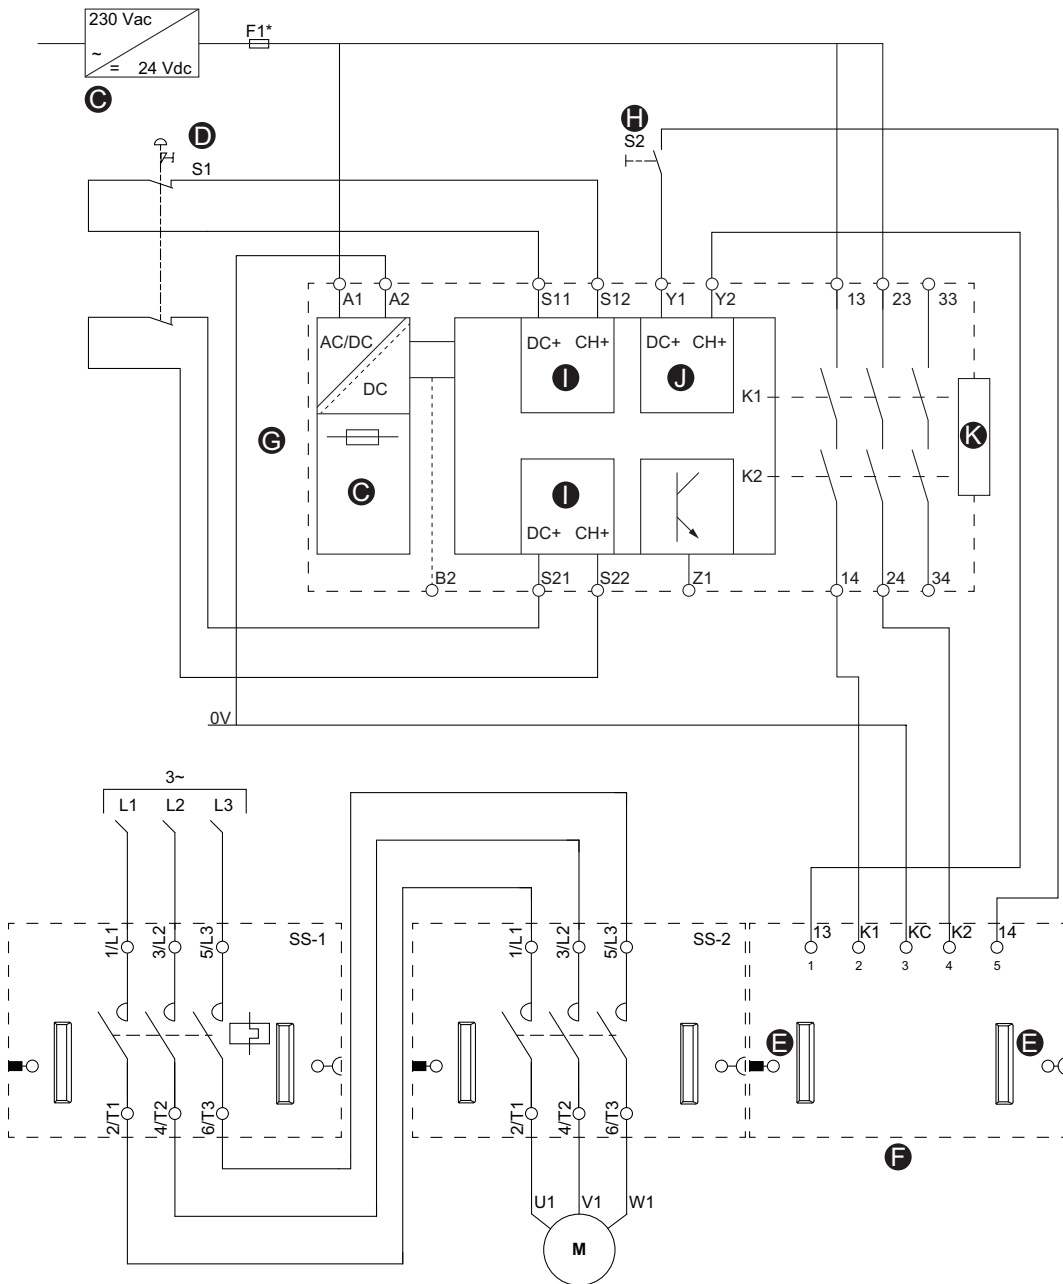 230 Vac
F1*
~
= 24 Vdc
C
H
D
S2
S1
A1 A2 S11 S12 Y1 Y2 13 23 33
AC/DC
DC+ CH+ DC+ CH+
DC
I J
K1
G
K
C
I
K2
DC+ CH+
B2 S21 S22 Z1 14 24 34
0V
3~
L1 L2 L3
1/L1 3/L2 5/L3 SS-1
1/L1 3/L2 5/L3 SS-2
13 K1 KC K2 14
1 2 3 4 5
E E
2/T1 4/T2 6/T3
2/T1 4/T2 6/T3
F
U1 V1 W1
M